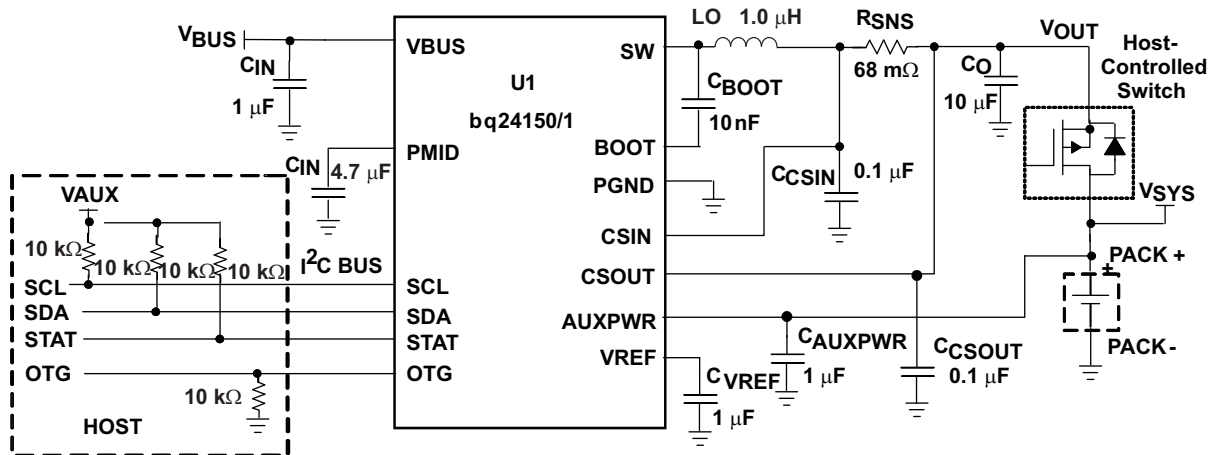 VBUS
CIN
1 μF
VBUS
U1
bq24150/1
SW
LO 1.0 μH
RSNS
68 mΩ
VOUT
Host-
Controlled
Switch
CBOOT
10nF
CO
10 μF
BOOT
PMID
CIN
4.7 μF
PGND
CCSIN
0.1 μF
VSYS
VAUX
CSIN
10 kΩ
10 kΩ
10 kΩ
10 kΩ
I2C BUS
CSOUT
+
PACK +
SCL
SCL
SDA
SDA
AUXPWR
STAT
STAT
CAUXPWR
1 μF
VREF
PACK-
OTG
OTG
CVREF
1 μF
CCSOUT
0.1 μF
10 kΩ
HOST